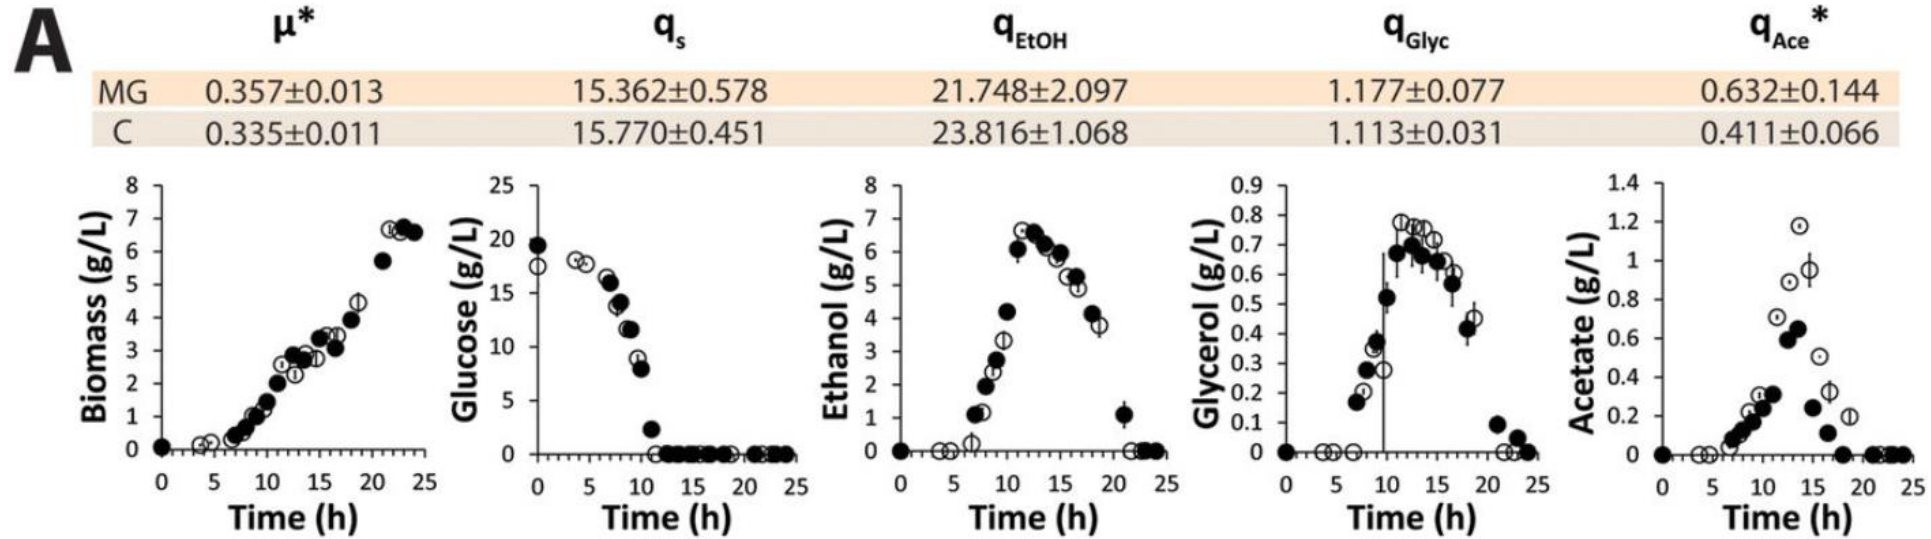 A
μ* q_s q_EtOH q_Glyc q_Ace*
MG 0.357±0.013 15.362±0.578 21.748±2.097 1.177±0.077 0.632±0.144
C 0.335±0.011 15.770±0.451 23.816±1.068 1.113±0.031 0.411±0.066
Biomass (g/L)
8
7
6
5
4
3
2
1
0
0 5 10 15 20 25
Time (h)
Glucose (g/L)
25
20
15
10
5
0
0 5 10 15 20 25
Time (h)
Ethanol (g/L)
8
7
6
5
4
3
2
1
0
0 5 10 15 20 25
Time (h)
Glycerol (g/L)
0.9
0.8
0.7
0.6
0.5
0.4
0.3
0.2
0.1
0
0 5 10 15 20 25
Time (h)
Acetate (g/L)
1.4
1.2
1
0.8
0.6
0.4
0.2
0
0 5 10 15 20 25
Time (h)